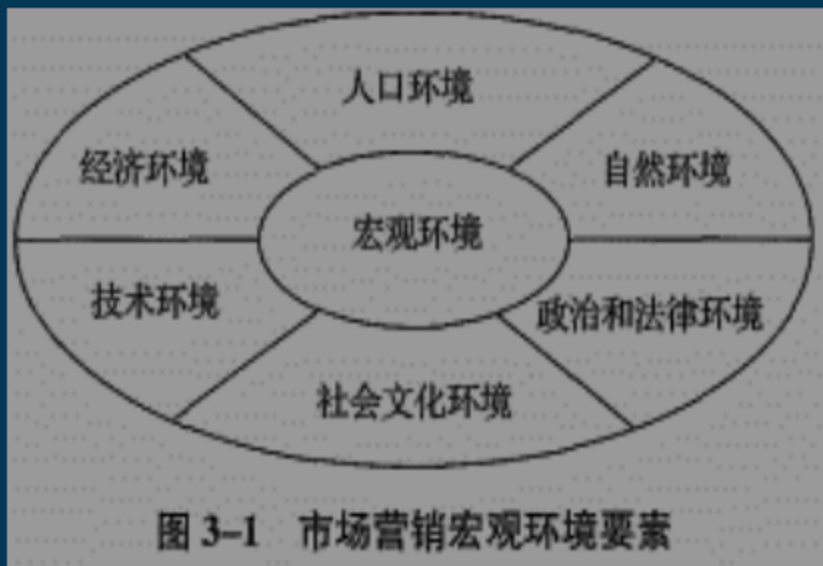 人口环境
经济环境
自然环境
宏观环境
技术环境
政治和法律环境
社会文化环境
图 3-1 市场营销宏观环境要素